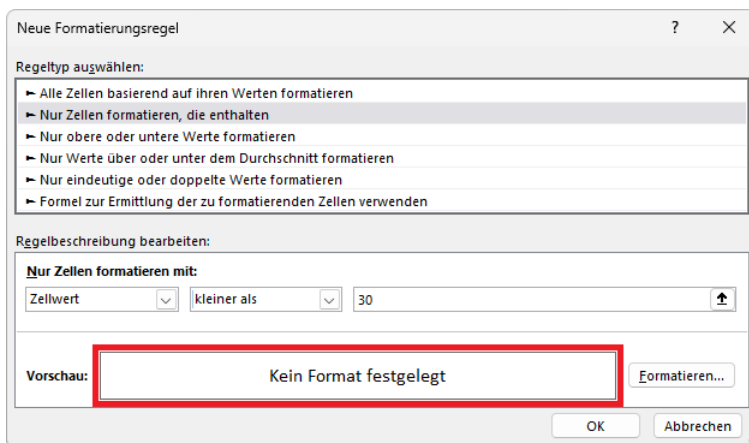 Neue Formatierungsregel ?
Regeltyp auswählen:
► Alle Zellen basierend auf ihren Werten formatieren
► Nur Zellen formatieren, die enthalten
► Nur obere oder untere Werte formatieren
► Nur Werte über oder unter dem Durchschnitt formatieren
► Nur eindeutige oder doppelte Werte formatieren
► Formel zur Ermittlung der zu formatierenden Zellen verwenden
Regelbeschreibung bearbeiten:
Nur Zellen formatieren mit:
Zellwert kleiner als 30
Vorschau: Kein Format festgelegt Formatieren...
OK Abbrechen